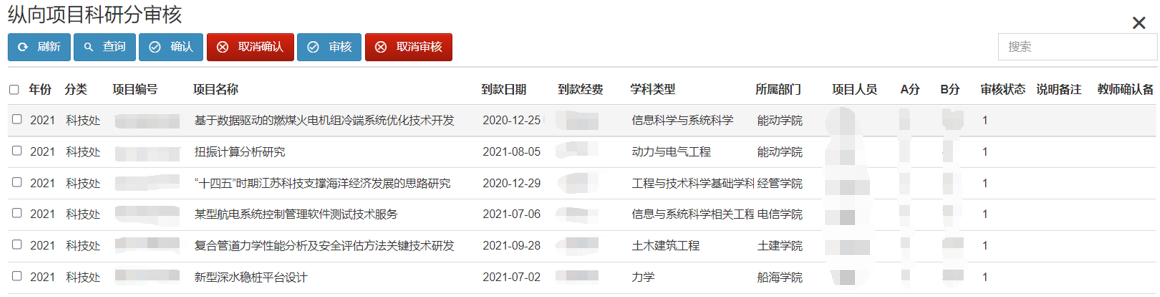 纵向项目科研分审核
刷新 查询 确认 取消确认 审核 取消审核 搜索
年份 分类 项目编号 项目名称 到款日期 到款经费 学科类型 所属部门 项目人员 A分 B分 审核状态 说明备注 教师确认备
2021 科技处 基于数据驱动的燃煤火电机组冷端系统优化技术开发 2020-12-25 信息科学与系统科学 能动学院 1
2021 科技处 扭振计算分析研究 2021-08-05 动力与电气工程 能动学院 1
2021 科技处 “十四五”时期江苏科技支撑海洋经济发展的思路研究 2020-12-29 工程与技术科学基础学科 经管学院 1
2021 科技处 某型航电系统控制管理软件测试技术服务 2021-07-06 信息与系统科学相关工程 电信学院 1
2021 科技处 复合管道力学性能分析及安全评估方法关键技术研发 2021-09-28 土木建筑工程 土建学院 1
2021 科技处 新型深水稳桩平台设计 2021-07-02 力学 船海学院 1